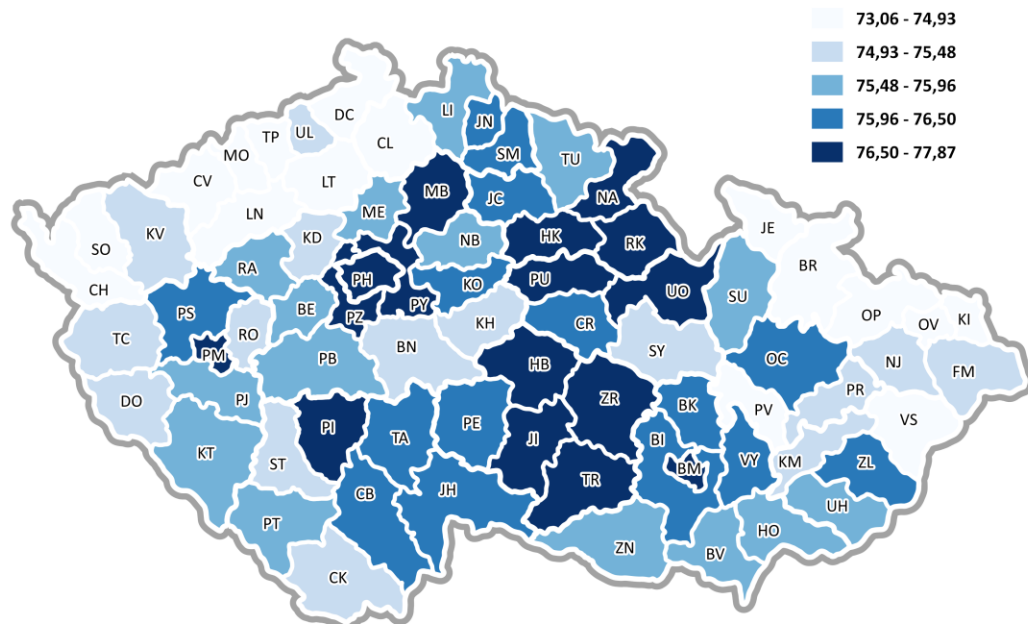 73,06 - 74,93
74,93 - 75,48
75,48 - 75,96
75,96 - 76,50
76,50 - 77,87
DC
LI
JN
UL
TP
CL
SM
TU
MO
CV
LT
MB
JC
NA
ME
LN
SO
KV
KD
NB
HK
RK
JE
BR
RA
PH
CH
KO
PU
UO
SU
PS
BE
PZ
PY
OP
OV
KI
TC
RO
KH
CR
PM
PB
BN
SY
OC
NJ
FM
HB
DO
PJ
ZR
BK
PV
PR
VS
PI
TA
PE
JI
BI
KT
ST
BM
VY
KM
ZL
CB
JH
TR
PT
UH
ZN
BV
HO
CK